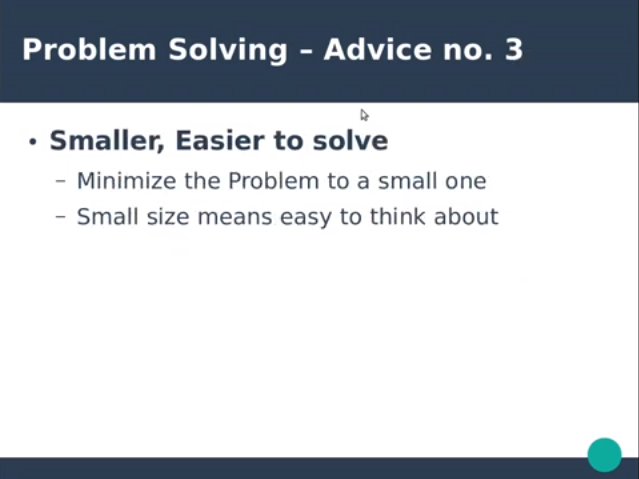 Problem Solving – Advice no. 3
• Smaller, Easier to solve
– Minimize the Problem to a small one
– Small size means easy to think about